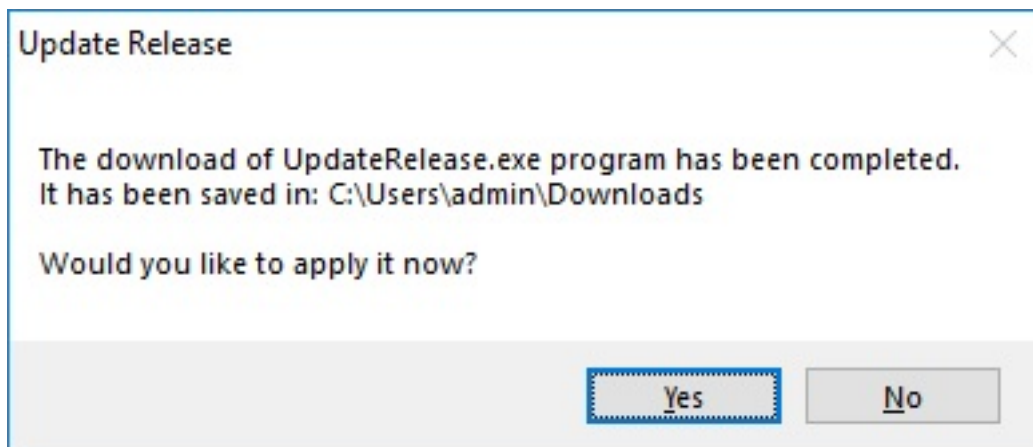 Update Release
The download of UpdateRelease.exe program has been completed.
It has been saved in: C:\Users\admin\Downloads
Would you like to apply it now?
Yes
No